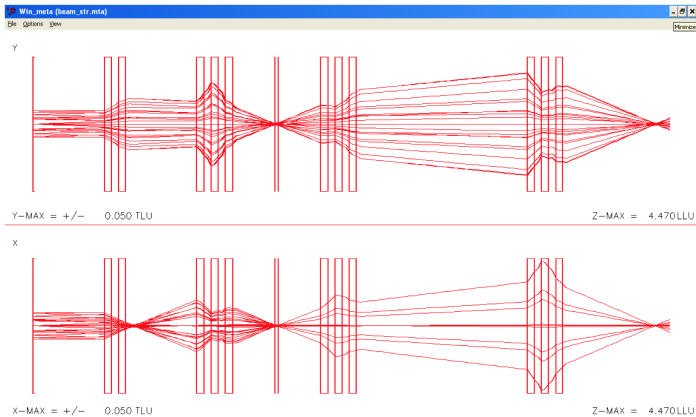 Win_meta (beam_str.mta)
File Options View
Minimize
Y
Y-MAX = +/- 0.050 TLU Z-MAX = 4.470 LLU
X
X-MAX = +/- 0.050 TLU Z-MAX = 4.470 LLU